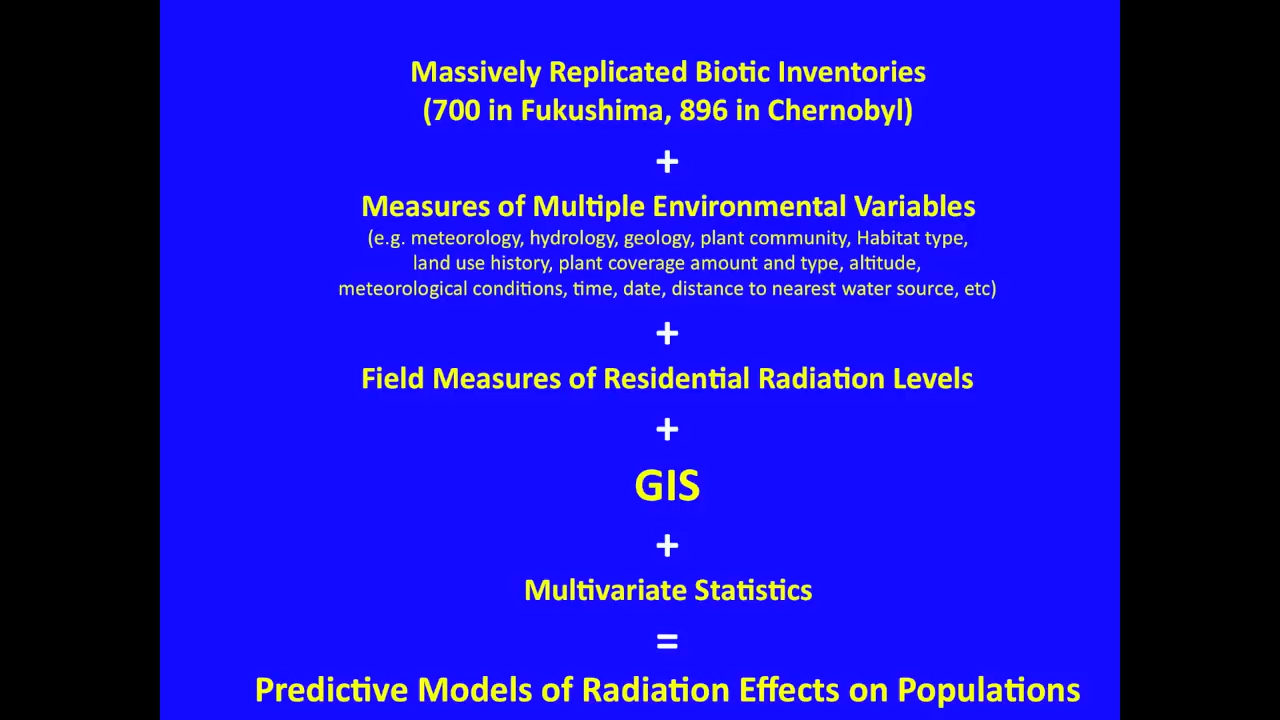 Massively Replicated Biotic Inventories
(700 in Fukushima, 896 in Chernobyl)
+
Measures of Multiple Environmental Variables
(e.g. meteorology, hydrology, geology, plant community, Habitat type,
land use history, plant coverage amount and type, altitude,
meteorological conditions, time, date, distance to nearest water source, etc)
+
Field Measures of Residential Radiation Levels
+
GIS
+
Multivariate Statistics
=
Predictive Models of Radiation Effects on Populations